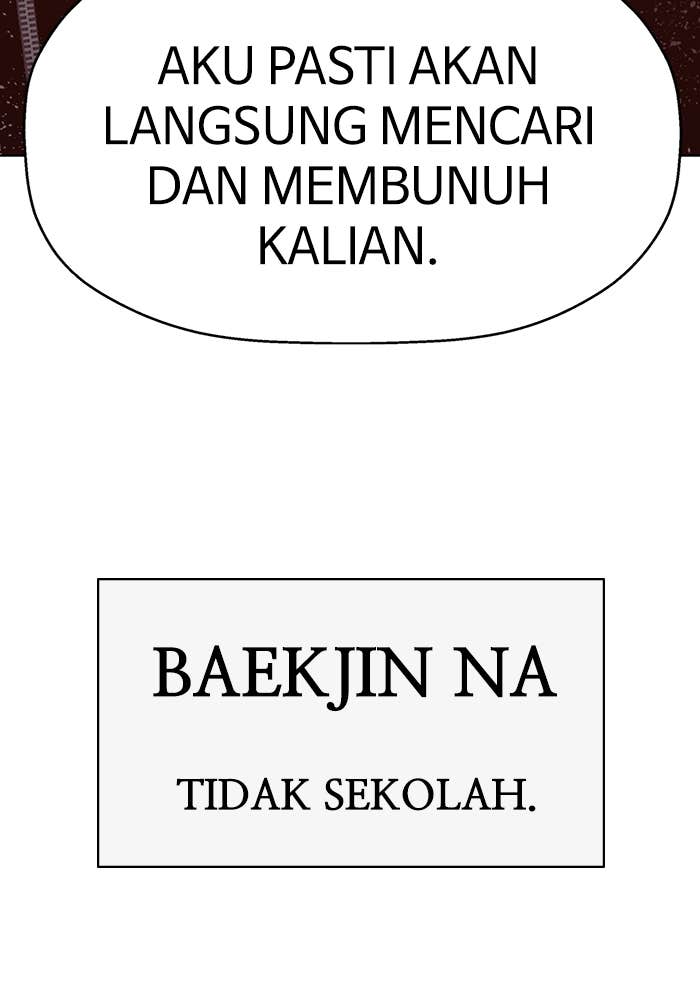 AKU PASTI AKAN
LANGSUNG MENCARI
DAN MEMBUNUH
KALIAN.
BAEKJIN NA
TIDAK SEKOLAH.